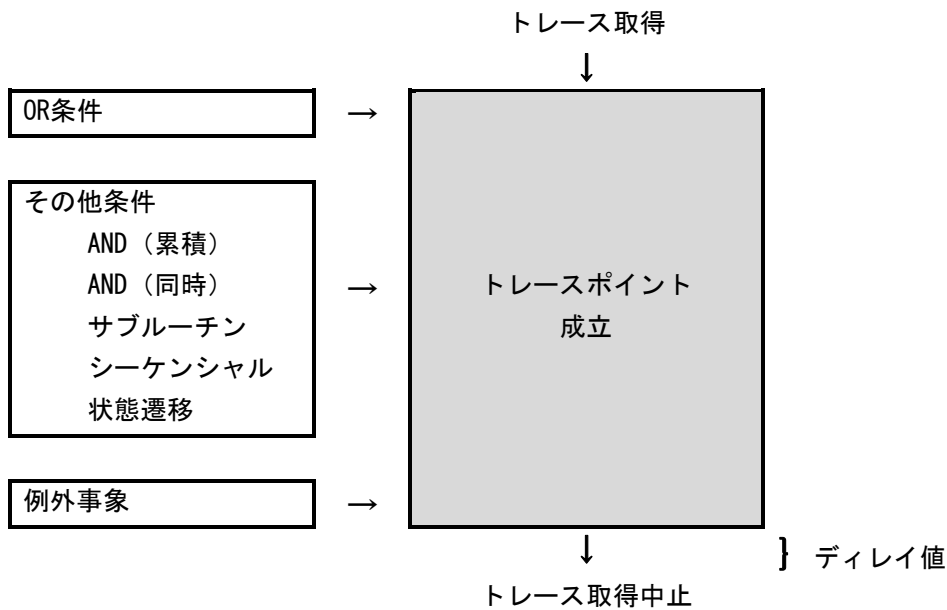 トレース取得
↓
OR条件 →
その他条件
AND（累積）
AND（同時） →
サブルーチン
シーケンシャル
状態遷移
トレースポイント
成立
例外事象 →
↓
} ディレイ値
トレース取得中止